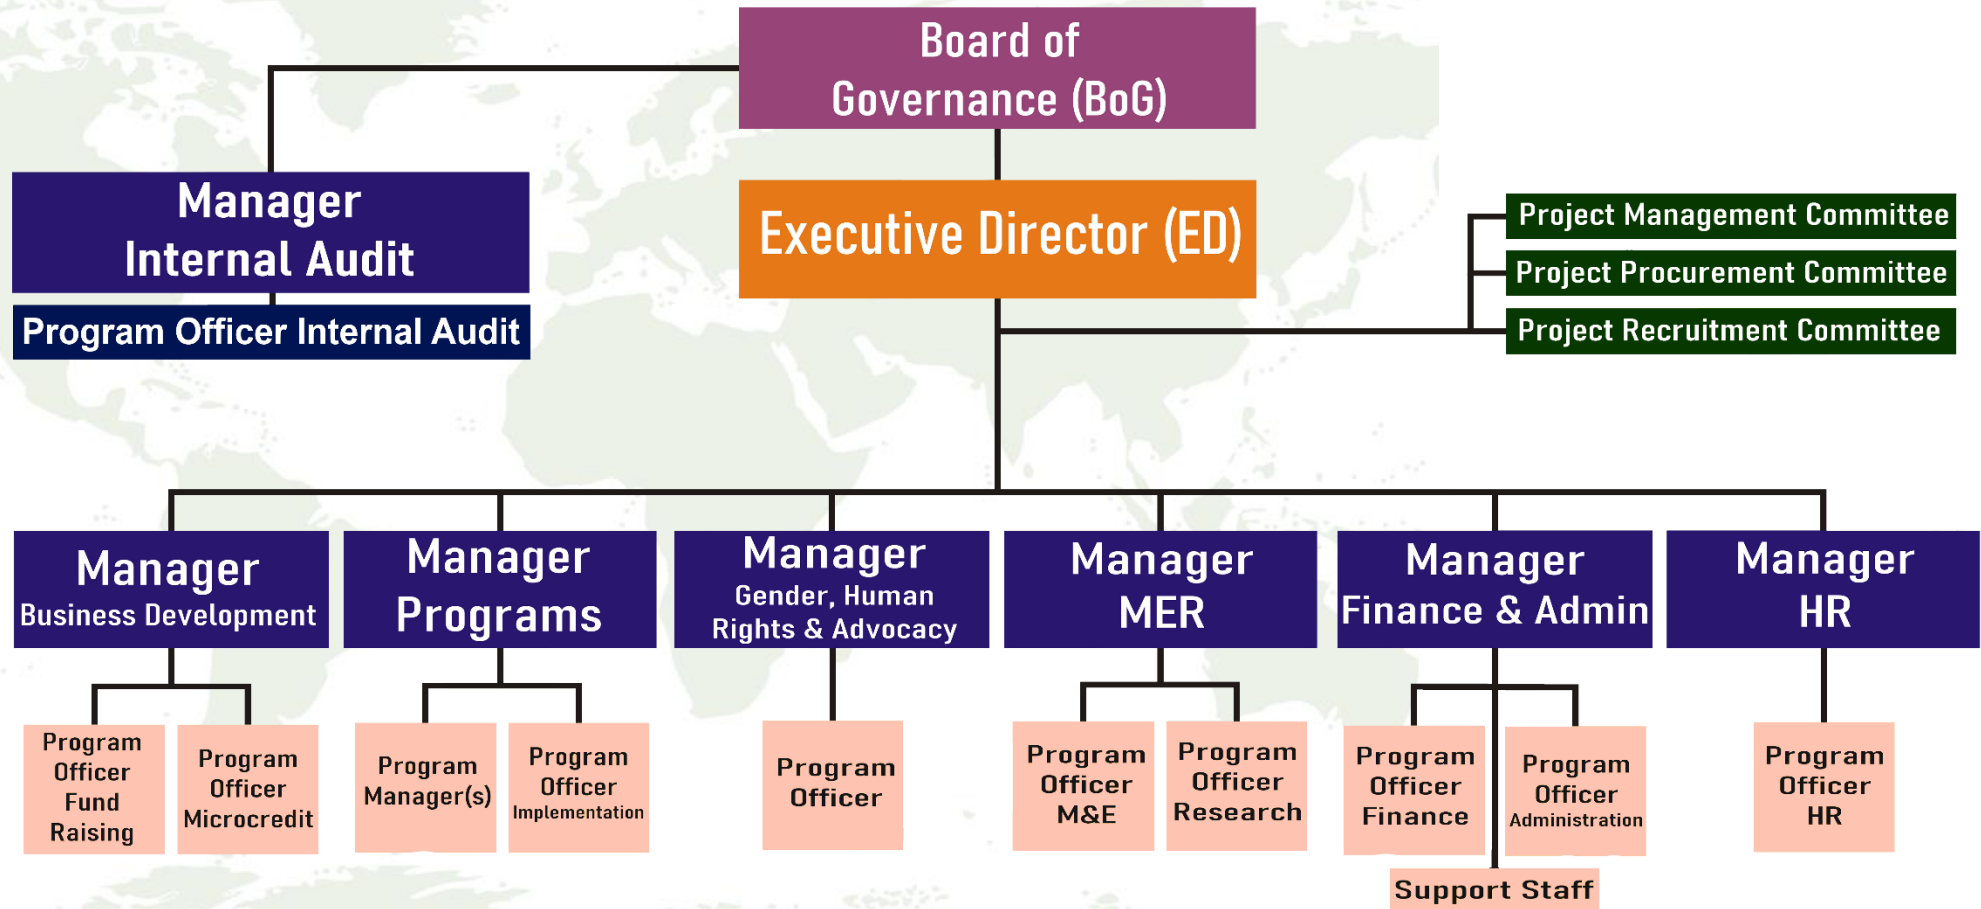 Board of
Governance (BoG)
Manager
Internal Audit
Program Officer Internal Audit
Executive Director (ED)
Project Management Committee
Project Procurement Committee
Project Recruitment Committee
Manager
Business Development
Manager
Programs
Manager
Gender, Human
Rights & Advocacy
Manager
MER
Manager
Finance & Admin
Manager
HR
Program
Officer
Fund
Raising
Program
Officer
Microcredit
Program
Manager(s)
Program
Officer
Implementation
Program
Officer
Program
Officer
M&E
Program
Officer
Research
Program
Officer
Finance
Program
Officer
Administration
Support Staff
Program
Officer
HR